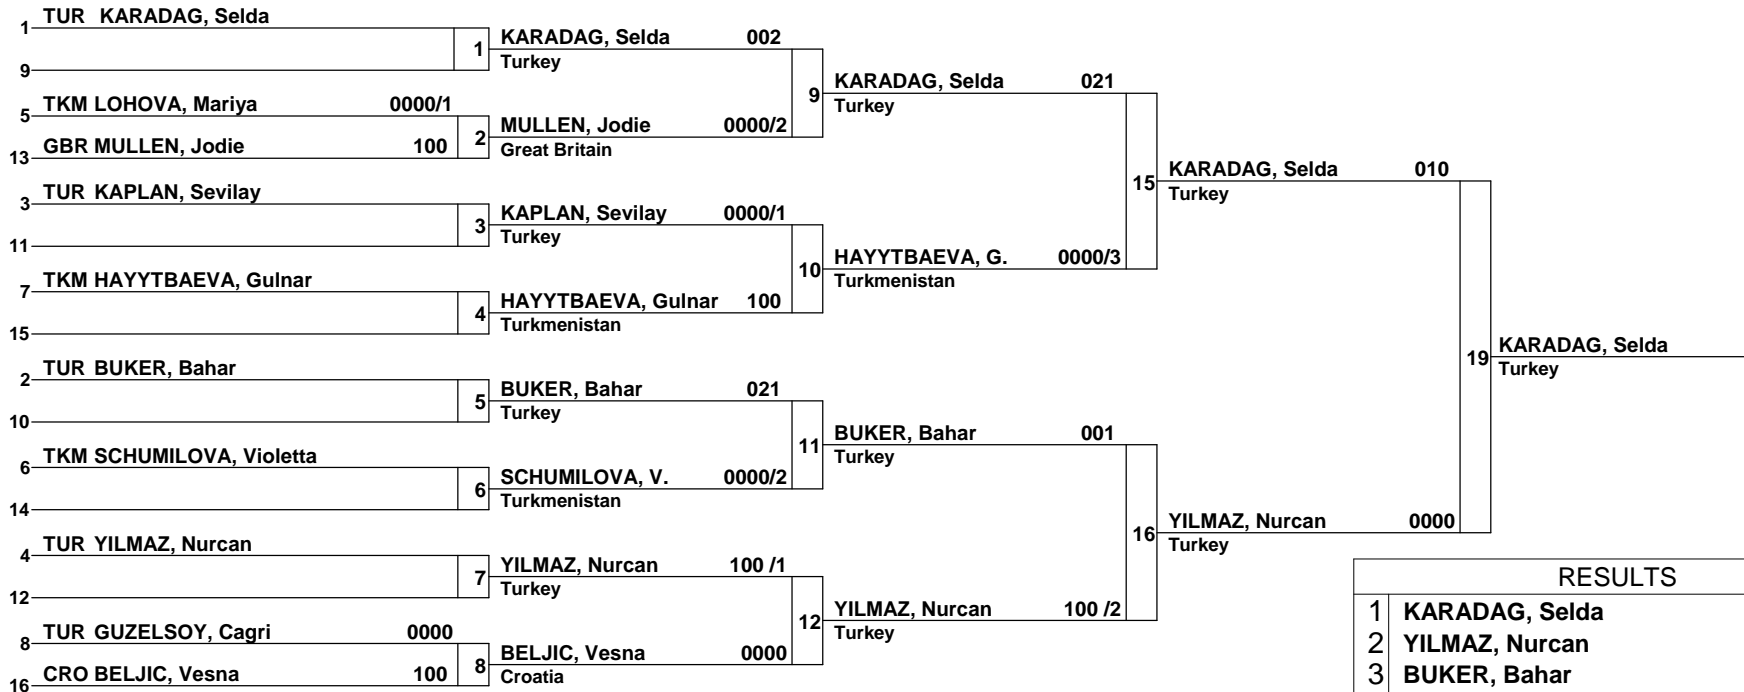 TUR KARADAG, Selda
1
1
KARADAG, Selda 002
Turkey
9
TKM LOHOVA, Mariya 0000/1
5
2
MULLEN, Jodie 0000/2
Great Britain
GBR MULLEN, Jodie 100
13
9
KARADAG, Selda 021
Turkey
TUR KAPLAN, Sevilay
3
3
KAPLAN, Sevilay 0000/1
Turkey
11
TKM HAYYTBAEVA, Gulnar
7
4
HAYYTBAEVA, Gulnar 100
Turkmenistan
15
10
HAYYTBAEVA, G. 0000/3
Turkmenistan
15
KARADAG, Selda 010
Turkey
TUR BUKER, Bahar
2
5
BUKER, Bahar 021
Turkey
10
TKM SCHUMILOVA, Violetta
6
6
SCHUMILOVA, V. 0000/2
Turkmenistan
14
11
BUKER, Bahar 001
Turkey
TUR YILMAZ, Nurcan
4
7
YILMAZ, Nurcan 100 /1
Turkey
12
TUR GUZELSOY, Cagri 0000
8
8
BELJIC, Vesna 0000
Croatia
CRO BELJIC, Vesna 100
16
12
YILMAZ, Nurcan 100 /2
Turkey
16
YILMAZ, Nurcan 0000
Turkey
19
KARADAG, Selda
Turkey
RESULTS
1 KARADAG, Selda
2 YILMAZ, Nurcan
3 BUKER, Bahar